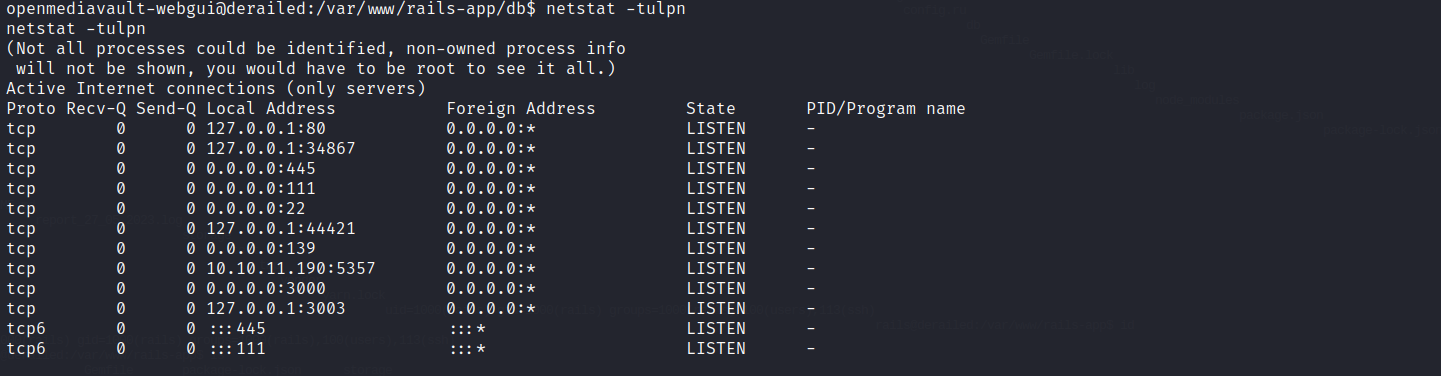 openmediavault-webgui@derailed:/var/www/rails-app/db$ netstat -tulpn
netstat -tulpn
(Not all processes could be identified, non-owned process info
 will not be shown, you would have to be root to see it all.)
Active Internet connections (only servers)
Proto Recv-Q Send-Q Local Address           Foreign Address         State       PID/Program name
tcp        0      0 127.0.0.1:80            0.0.0.0:*               LISTEN      -
tcp        0      0 127.0.0.1:34867         0.0.0.0:*               LISTEN      -
tcp        0      0 0.0.0.0:445             0.0.0.0:*               LISTEN      -
tcp        0      0 0.0.0.0:111             0.0.0.0:*               LISTEN      -
tcp        0      0 0.0.0.0:22              0.0.0.0:*               LISTEN      -
tcp        0      0 127.0.0.1:44421         0.0.0.0:*               LISTEN      -
tcp        0      0 0.0.0.0:139             0.0.0.0:*               LISTEN      -
tcp        0      0 10.10.11.190:5357       0.0.0.0:*               LISTEN      -
tcp        0      0 0.0.0.0:3000            0.0.0.0:*               LISTEN      -
tcp        0      0 127.0.0.1:3003          0.0.0.0:*               LISTEN      -
tcp6       0      0 :::445                  :::*                    LISTEN      -
tcp6       0      0 :::111                  :::*                    LISTEN      -